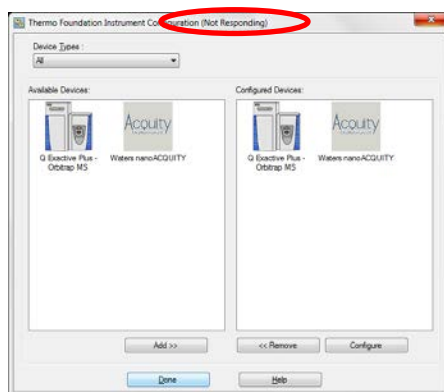 Thermo Foundation Instrument Configuration (Not Responding)
Device Types :
All
Available Devices:
Configured Devices:
Acquity
Acquity
Q Exactive Plus -
Orbitrap MS
Waters nanoACQUITY
Q Exactive Plus -
Orbitrap MS
Waters nanoACQUITY
Add >>
<< Remove
Configure
Done
Help